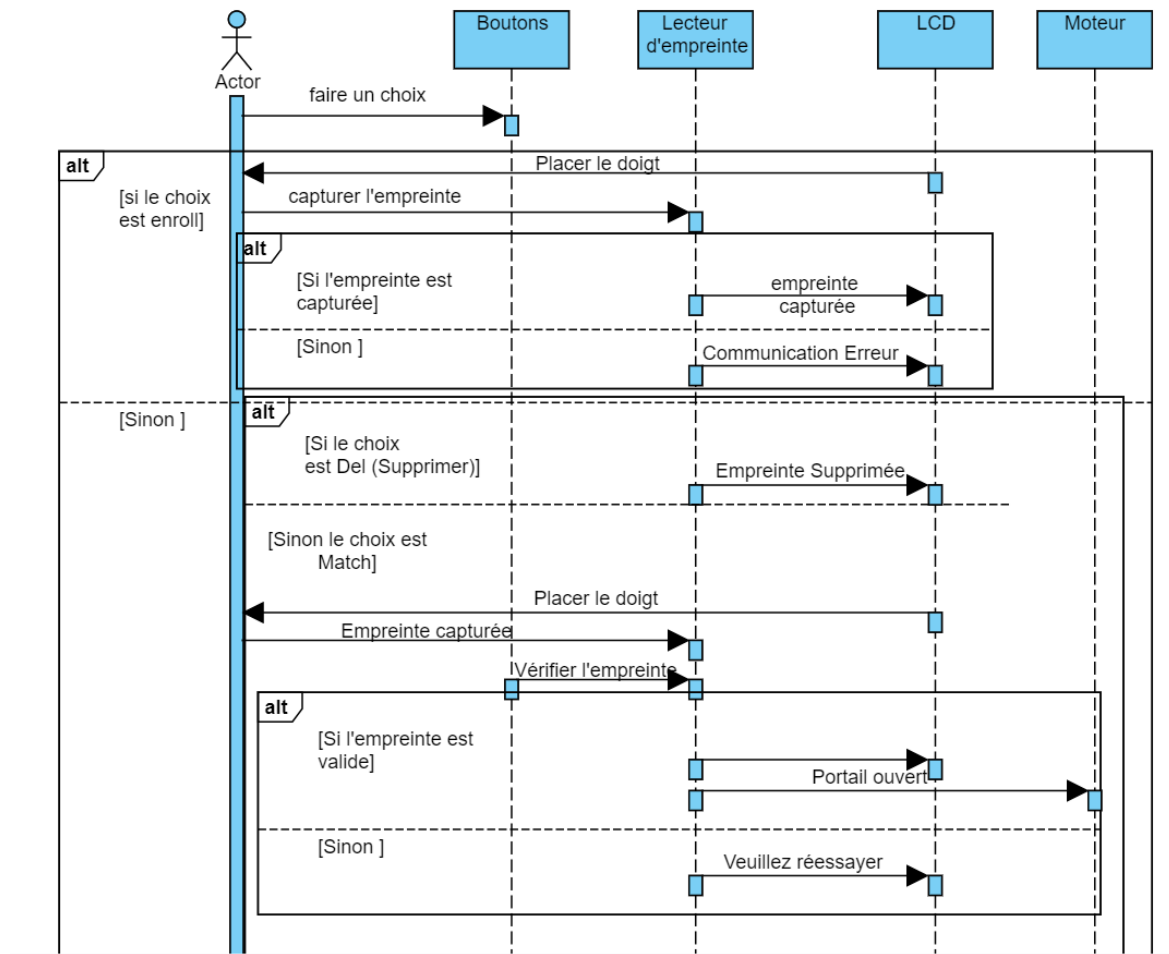 Boutons
Lecteur
d'empreinte
LCD
Moteur
Actor
faire un choix
alt
Placer le doigt
[si le choix
est enroll]
capturer l'empreinte
alt
[Si l'empreinte est
capturée]
empreinte
capturée
[Sinon ]
Communication Erreur
[Sinon ]
alt
[Si le choix
est Del (Supprimer)]
Empreinte Supprimée
[Sinon le choix est
Match]
Placer le doigt
Empreinte capturée
Vérifier l'empreinte
alt
[Si l'empreinte est
valide]
Portail ouvert
[Sinon ]
Veuillez réessayer